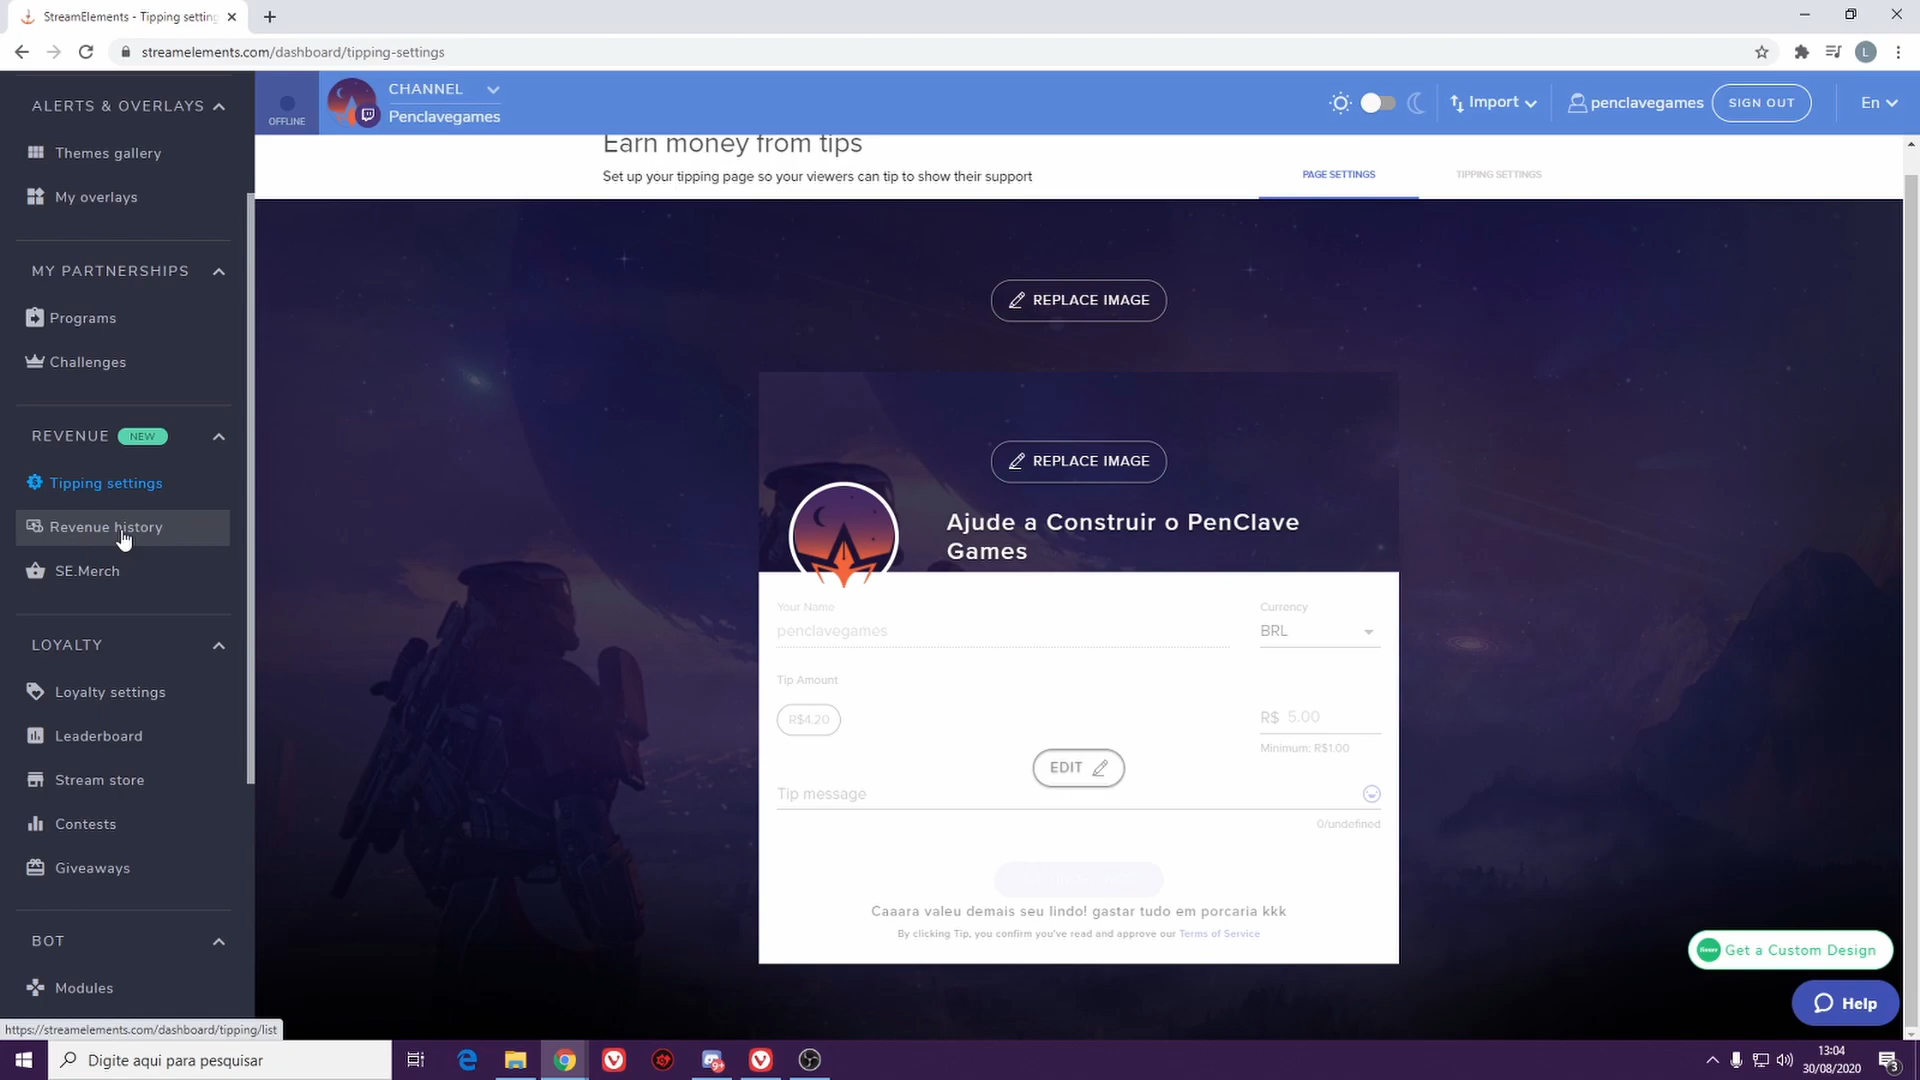 StreamElements - Tipping setting
streamelements.com/dashboard/tipping-settings
L
ALERTS & OVERLAYS
Themes gallery
My overlays
MY PARTNERSHIPS
Programs
Challenges
REVENUE NEW
Tipping settings
Revenue history
SE.Merch
LOYALTY
Loyalty settings
Leaderboard
Stream store
Contests
Giveaways
BOT
Modules
https://streamelements.com/dashboard/tipping/list
OFFLINE
CHANNEL
Penclavegames
Import
penclavegames
SIGN OUT
En
Earn money from tips
Set up your tipping page so your viewers can tip to show their support
PAGE SETTINGS
TIPPING SETTINGS
REPLACE IMAGE
REPLACE IMAGE
Ajude a Construir o PenClave
Games
Your Name
penclavegames
Currency
BRL
Tip Amount
R$4.20
R$ 5.00
Minimum: R$1.00
EDIT
Tip message
0/undefined
Caaara valeu demais seu lindo! gastar tudo em porcaria kkk
By clicking Tip, you confirm you've read and approve our Terms of Service
fiverr Get a Custom Design
Help
Digite aqui para pesquisar
9+
13:04
30/08/2020
3